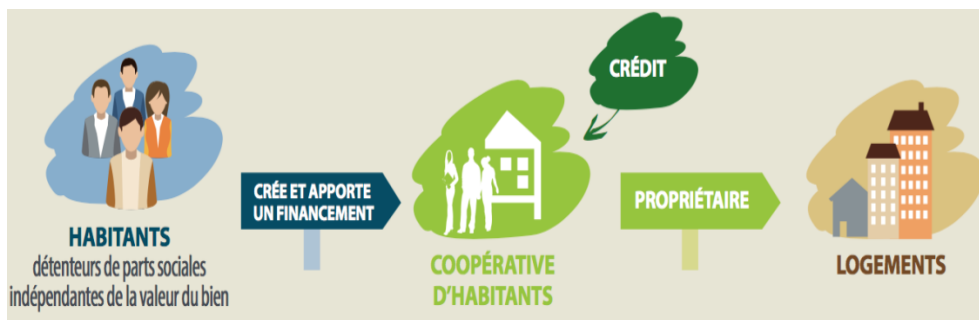 HABITANTS
détenteurs de parts sociales
indépendantes de la valeur du bien
CRÉE ET APPORTE
UN FINANCEMENT
COOPÉRATIVE
D'HABITANTS
CRÉDIT
PROPRIÉTAIRE
LOGEMENTS